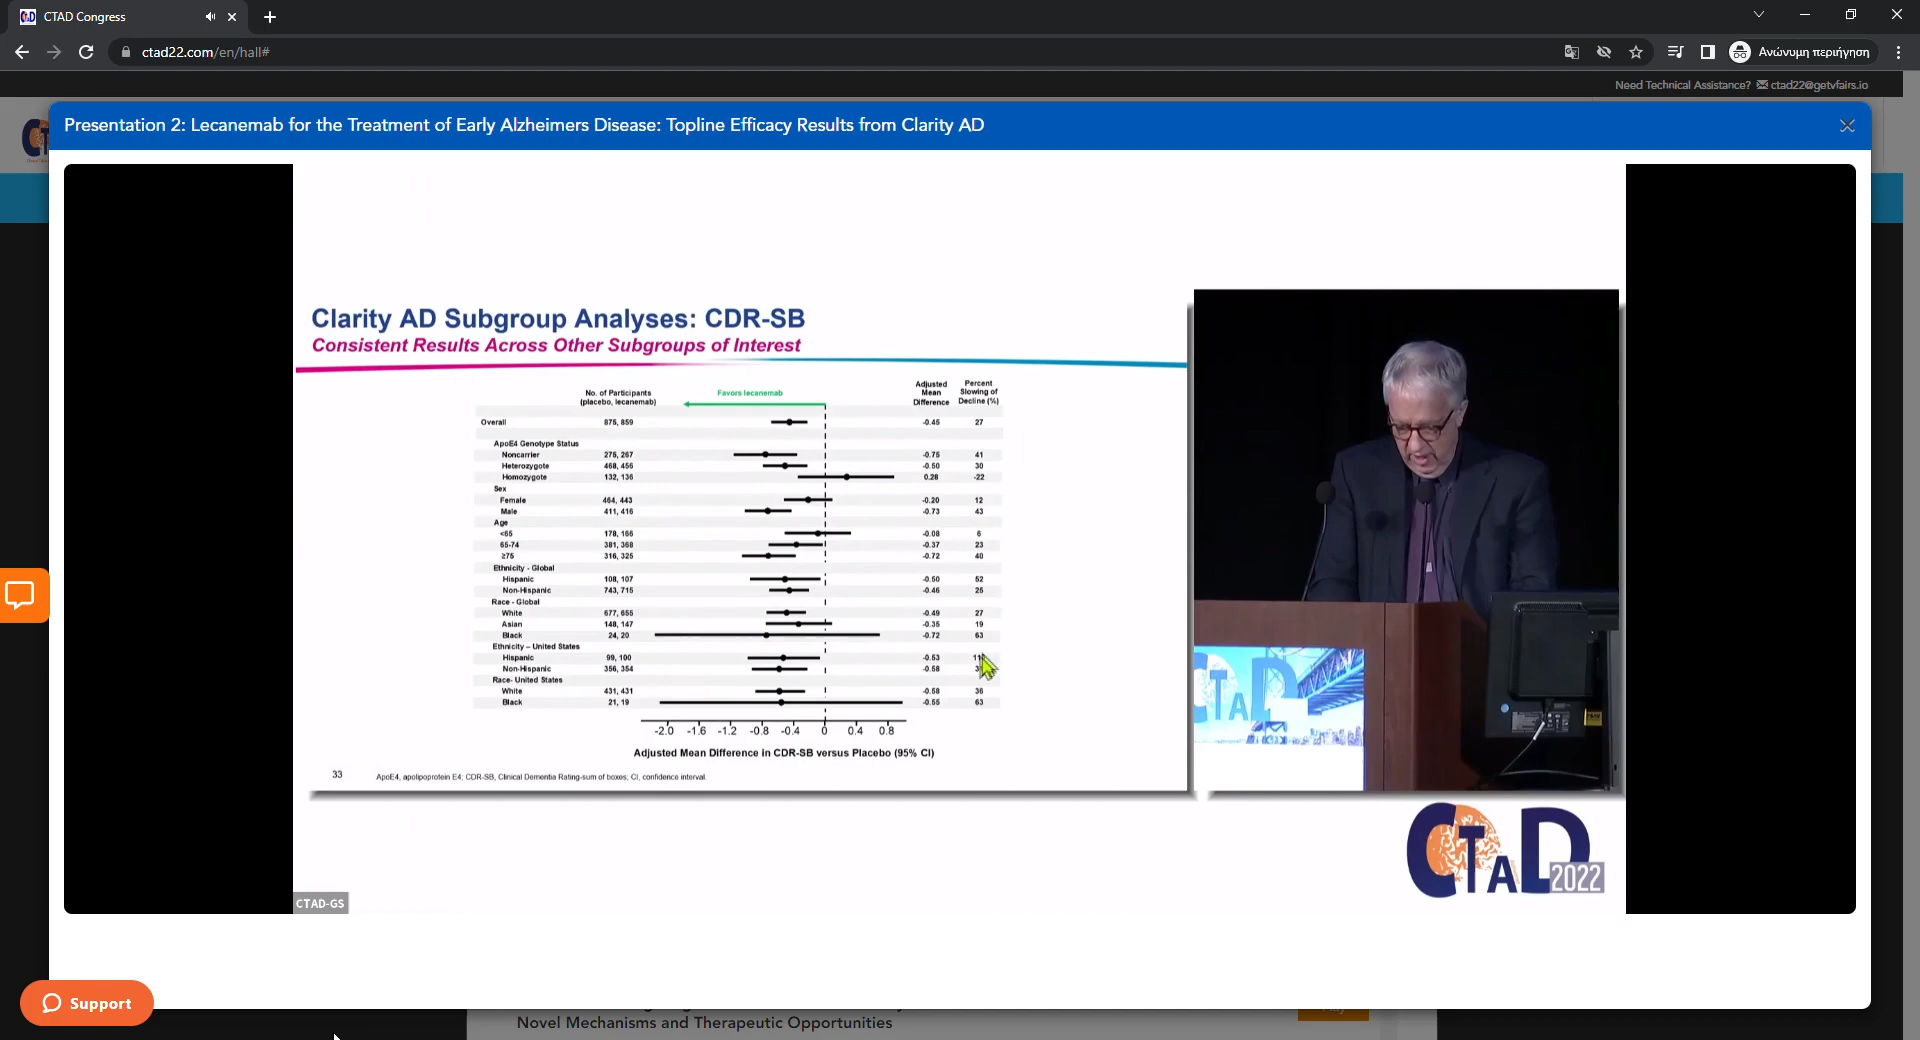 CTAD Congress
ctad22.com/en/hall#
Ανώνυμη περιήγηση
Need Technical Assistance? ctad22@getvfairs.io
Presentation 2: Lecanemab for the Treatment of Early Alzheimers Disease: Topline Efficacy Results from Clarity AD
Clarity AD Subgroup Analyses: CDR-SB
Consistent Results Across Other Subgroups of Interest
No. of Participants (placebo, lecanemab)
Favors lecanemab
Adjusted Mean Difference
Percent Slowing of Decline (%)
Overall 875, 859 -0.45 27
ApoE4 Genotype Status
Noncarrier 275, 267 -0.75 41
Heterozygote 468, 456 -0.50 30
Homozygote 132, 136 0.28 -22
Sex
Female 464, 443 -0.20 12
Male 411, 416 -0.73 43
Age
<65 178, 166 -0.08 6
65-74 381, 368 -0.37 23
≥75 316, 325 -0.72 40
Ethnicity - Global
Hispanic 108, 107 -0.50 52
Non-Hispanic 743, 715 -0.46 25
Race - Global
White 677, 655 -0.49 27
Asian 148, 147 -0.35 19
Black 24, 20 -0.72 63
Ethnicity – United States
Hispanic 99, 100 -0.53
Non-Hispanic 356, 354 -0.58
Race- United States
White 431, 431 -0.58 36
Black 21, 19 -0.55 63
-2.0 -1.6 -1.2 -0.8 -0.4 0 0.4 0.8
Adjusted Mean Difference in CDR-SB versus Placebo (95% CI)
33
ApoE4, apolipoprotein E4; CDR-SB, Clinical Dementia Rating-sum of boxes; CI, confidence interval.
CTAD
CTAD 2022
CTAD-GS
Support
Novel Mechanisms and Therapeutic Opportunities